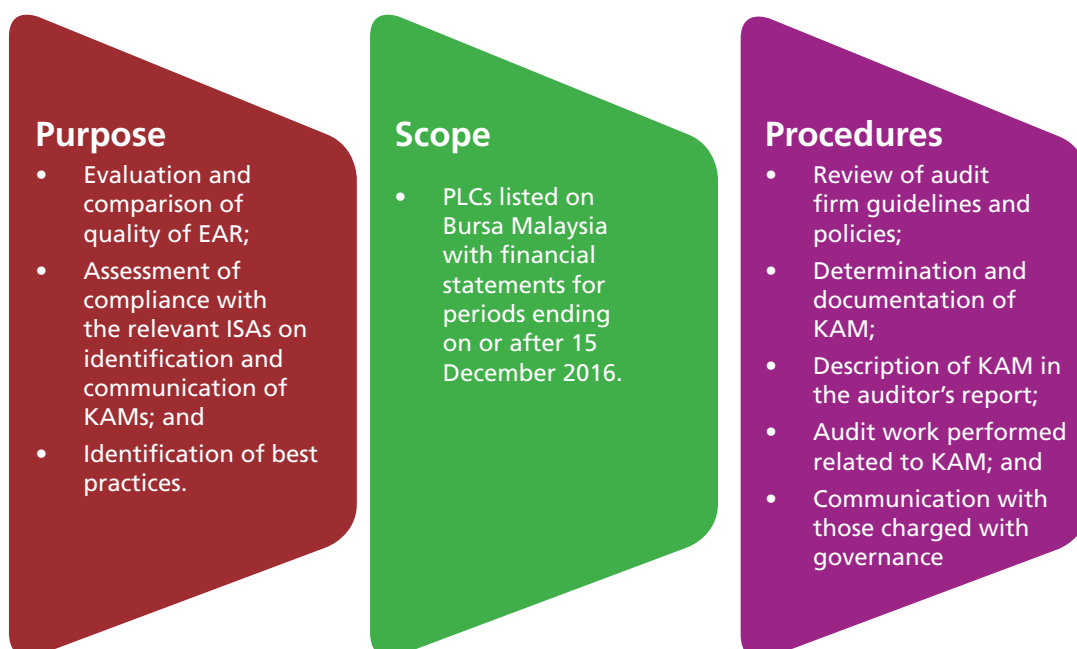 Purpose
• Evaluation and
comparison of
quality of EAR;
• Assessment of
compliance with
the relevant ISAs on
identification and
communication of
KAMs; and
• Identification of best
practices.
Scope
• PLCs listed on
Bursa Malaysia
with financial
statements for
periods ending
on or after 15
December 2016.
Procedures
• Review of audit
firm guidelines and
policies;
• Determination and
documentation of
KAM;
• Description of KAM in
the auditor’s report;
• Audit work performed
related to KAM; and
• Communication with
those charged with
governance